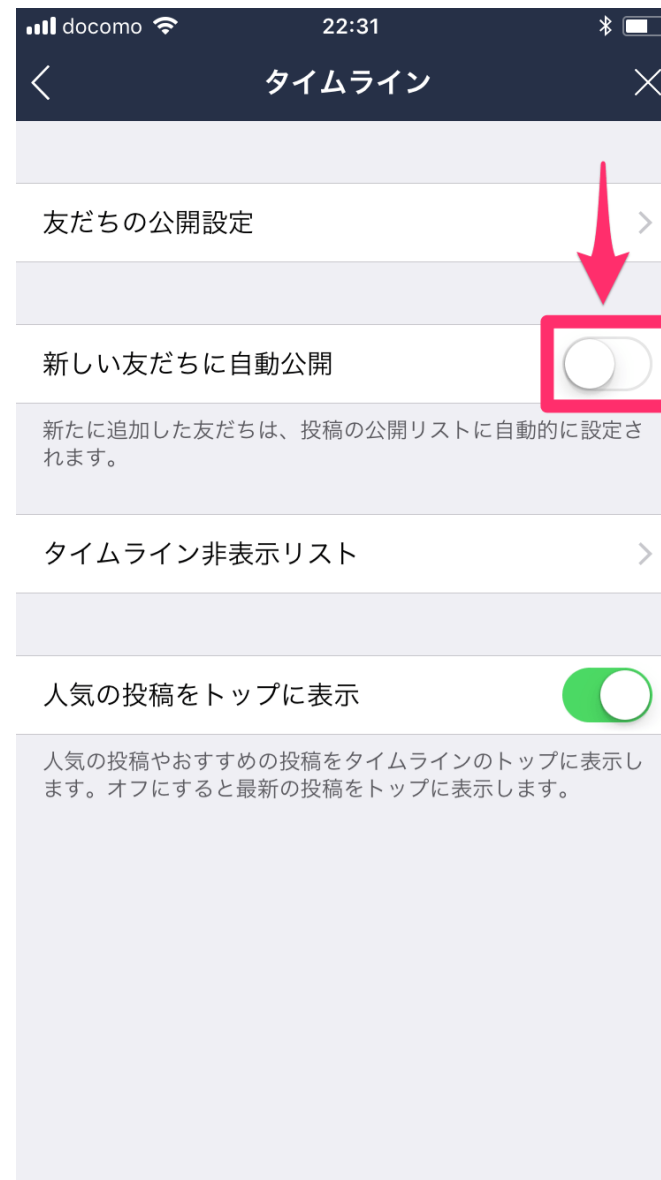 docomo 22:31
タイムライン
友だちの公開設定
新しい友だちに自動公開
新たに追加した友だちは、投稿の公開リストに自動的に設定さ
れます。
タイムライン非表示リスト
人気の投稿をトップに表示
人気の投稿やおすすめの投稿をタイムラインのトップに表示し
ます。オフにすると最新の投稿をトップに表示します。